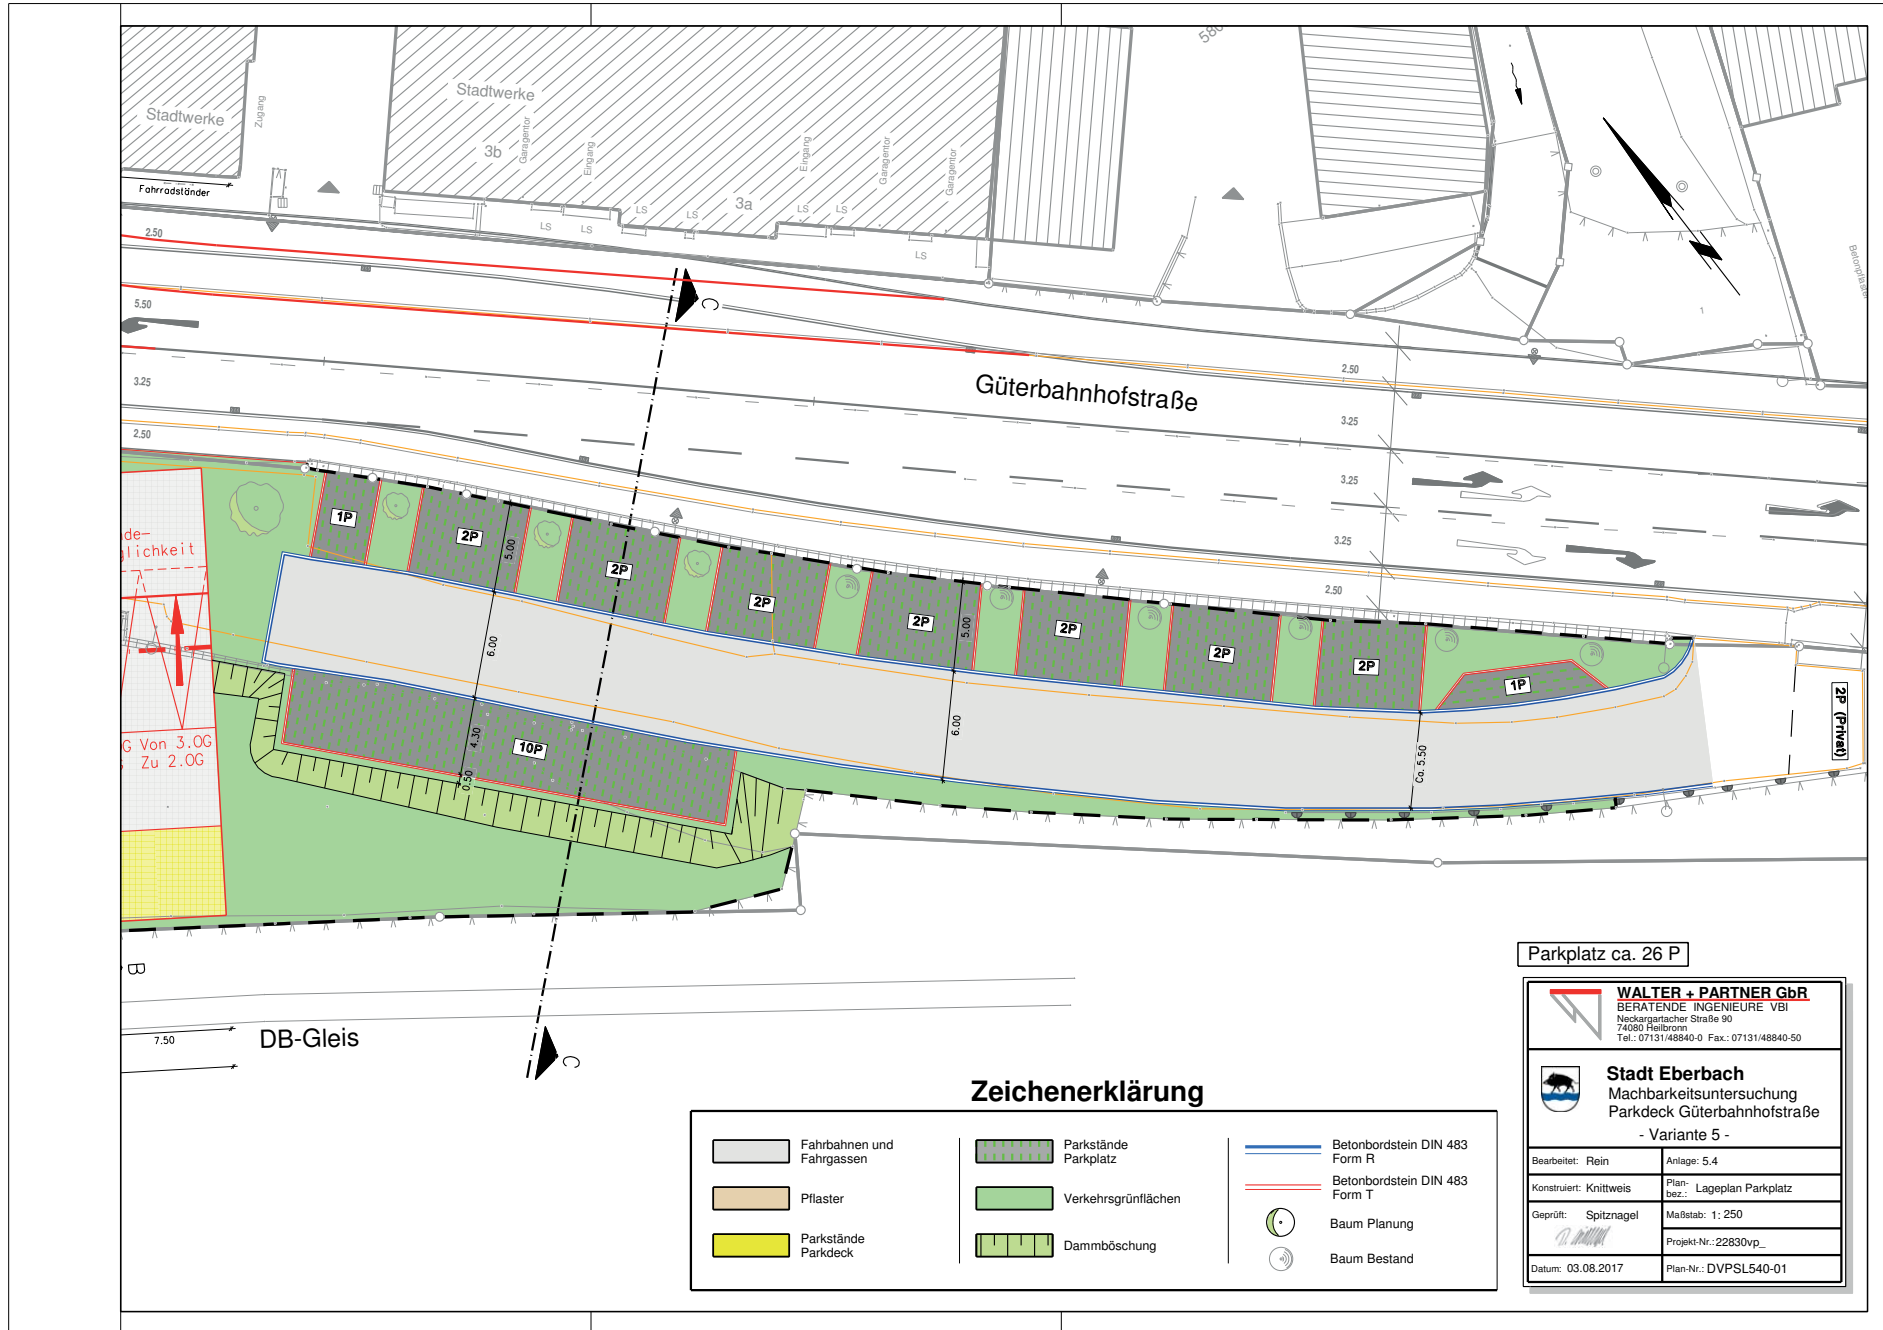 Stadtwerke
Zugang
Fahrradständer
Stadtwerke
3b
Garagentor
Eingang
3a
Eingang
Garagentor
Garagentor
LS
LS
LS
LS
LS
LS
LS
580
Betonpflaster
1
2.50
5.50
3.25
2.50
C
Güterbahnhofstraße
2.50
3.25
3.25
3.25
2.50
1P
2P
2P
2P
2P
2P
2P
2P
1P
10P
2P (Privat)
5.00
6.00
4.30
0.50
5.00
6.00
Ca. 5.50
de-
glichkeit
G Von 3.OG
Zu 2.OG
B
7.50
DB-Gleis
C
Parkplatz ca. 26 P
WALTER + PARTNER GbR
BERATENDE INGENIEURE VBI
Neckargartacher Straße 90
74080 Heilbronn
Tel.: 07131/48840-0 Fax.: 07131/48840-50
Stadt Eberbach
Machbarkeitsuntersuchung
Parkdeck Güterbahnhofstraße
- Variante 5 -
Bearbeitet: Rein
Anlage: 5.4
Konstruiert: Knittweis
Plan-
bez.: Lageplan Parkplatz
Geprüft: Spitznagel
Maßstab: 1: 250
Projekt-Nr.: 22830vp_
Datum: 03.08.2017
Plan-Nr.: DVPSL540-01
Zeichenerklärung
Fahrbahnen und
Fahrgassen
Pflaster
Parkstände
Parkdeck
Parkstände
Parkplatz
Verkehrsgrünflächen
Dammböschung
Betonbordstein DIN 483
Form R
Betonbordstein DIN 483
Form T
Baum Planung
Baum Bestand